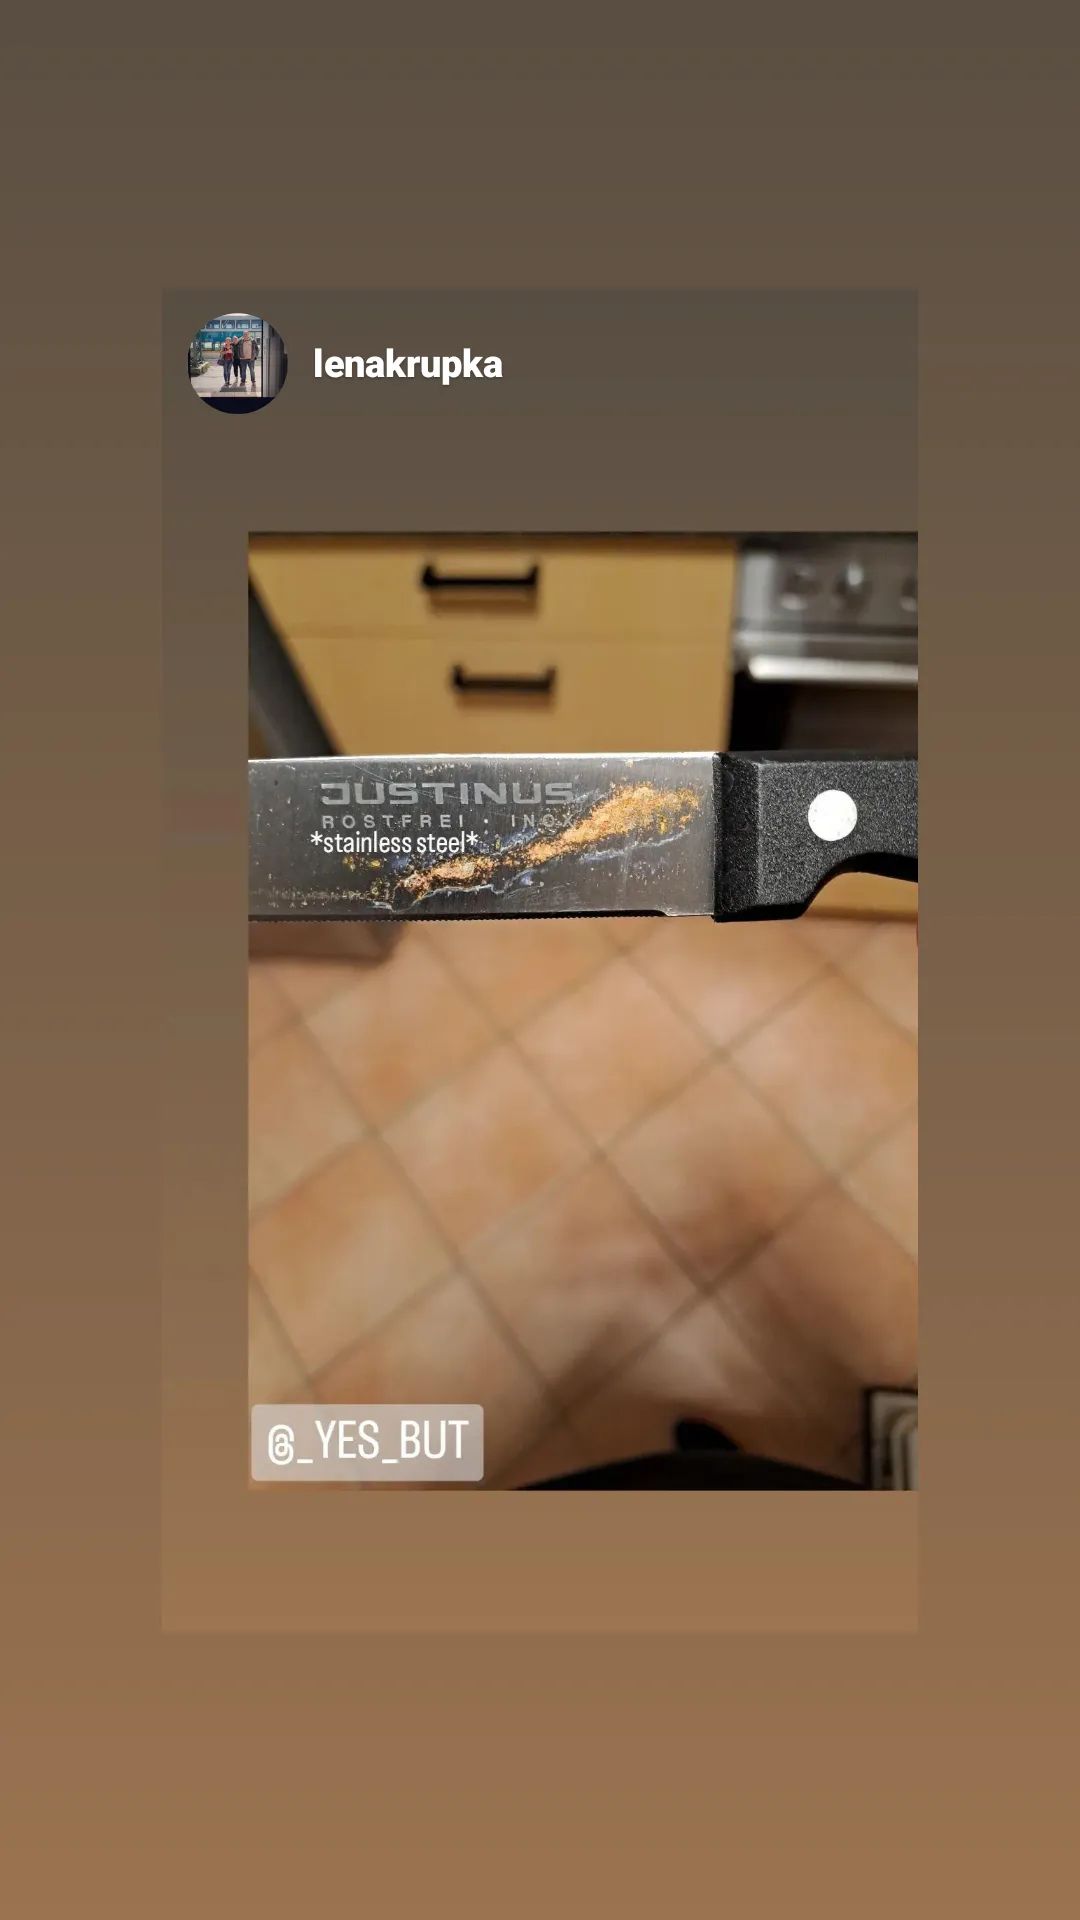 lenakrupka
JUSTINUS
ROSTFREI · INOX
*stainless steel*
@_YES_BUT